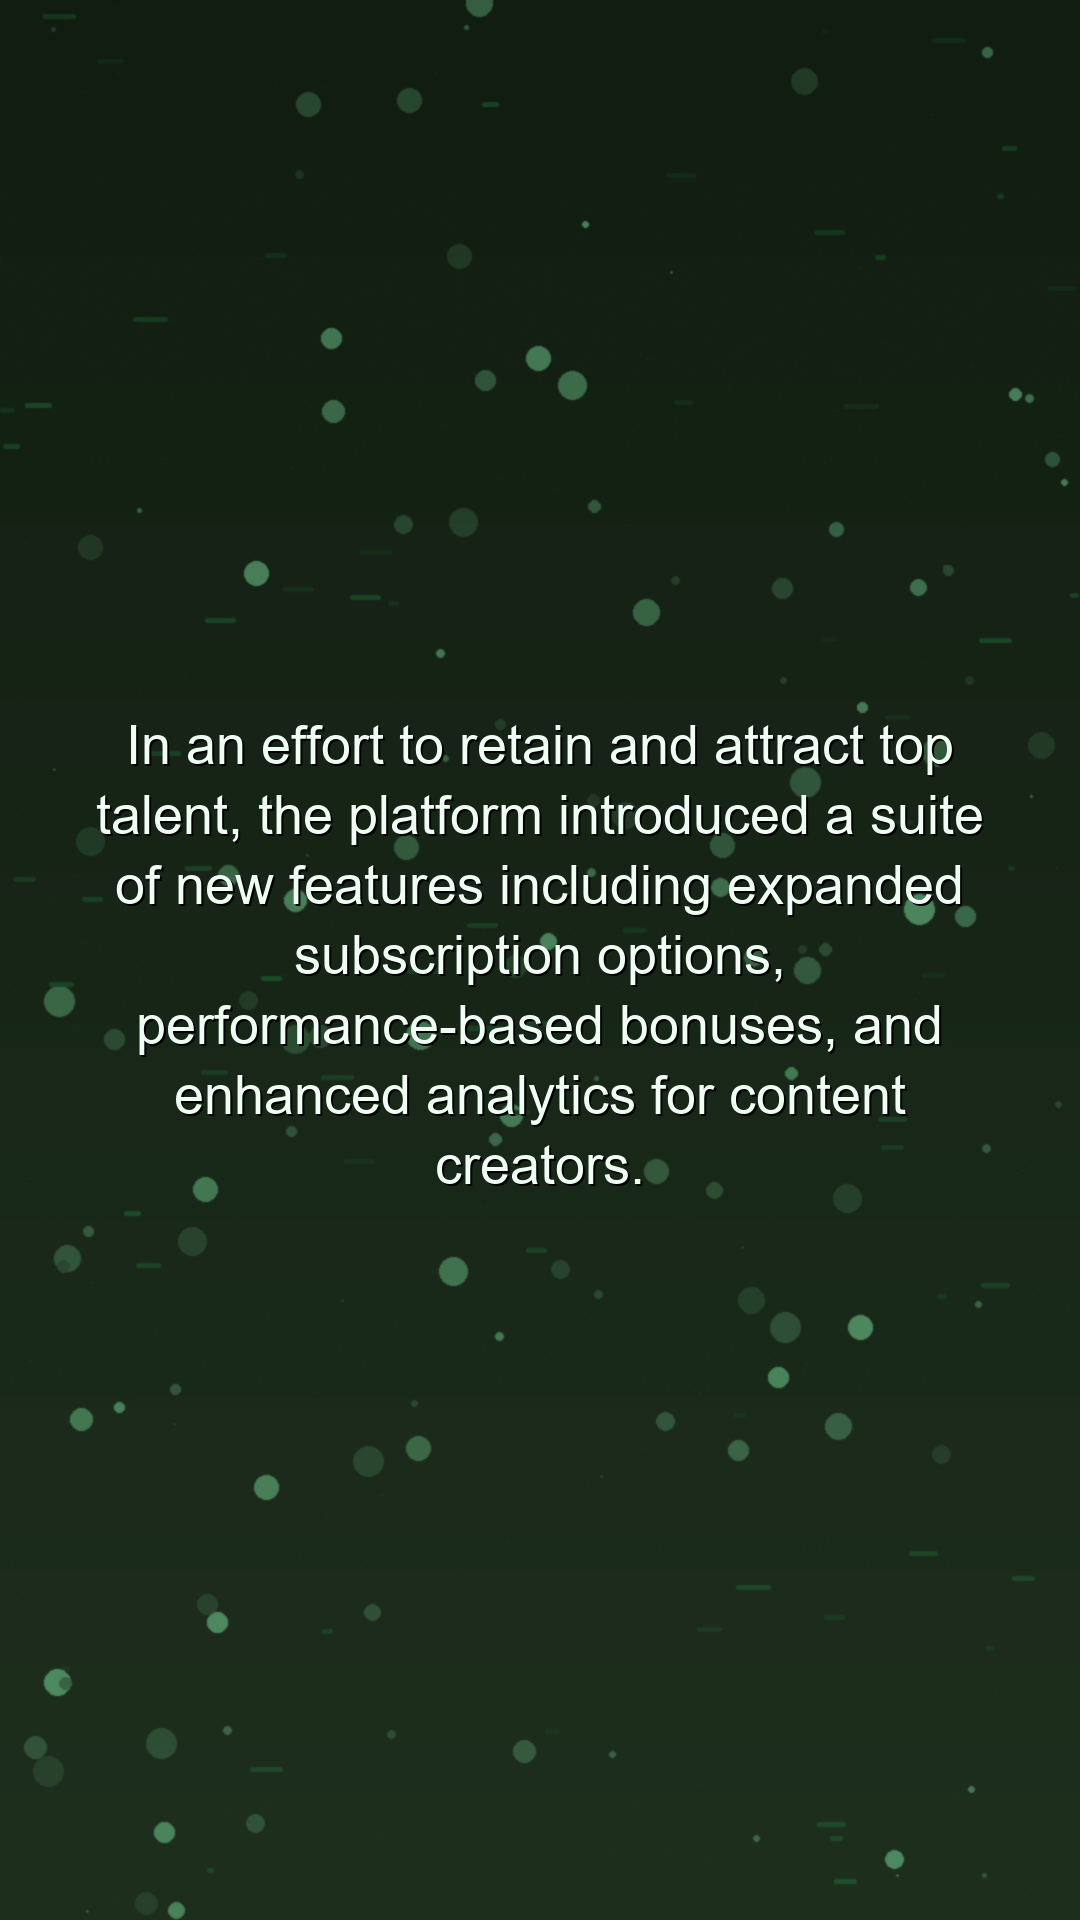 In an effort to retain and attract top
talent, the platform introduced a suite
of new features including expanded
subscription options,
performance-based bonuses, and
enhanced analytics for content
creators.